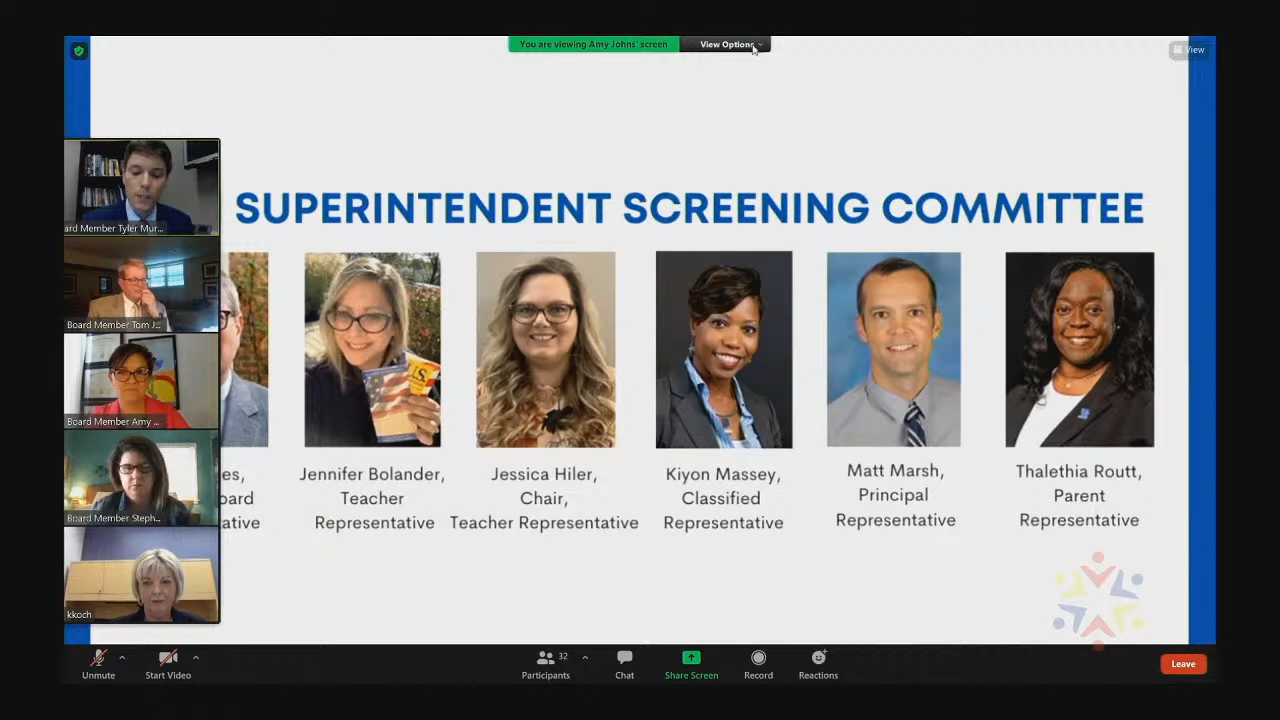 You are viewing Amy Johns' screen
View Options
View
SUPERINTENDENT SCREENING COMMITTEE
ard Member Tyler Mur...
Board Member Tom J...
Board Member Amy ...
Board Member Steph...
kkoch
es,
oard
ative
Jennifer Bolander,
Teacher
Representative
Jessica Hiler,
Chair,
Teacher Representative
Kiyon Massey,
Classified
Representative
Matt Marsh,
Principal
Representative
Thalethia Routt,
Parent
Representative
U.S.
Unmute
Start Video
32
Participants
Chat
Share Screen
Record
Reactions
Leave